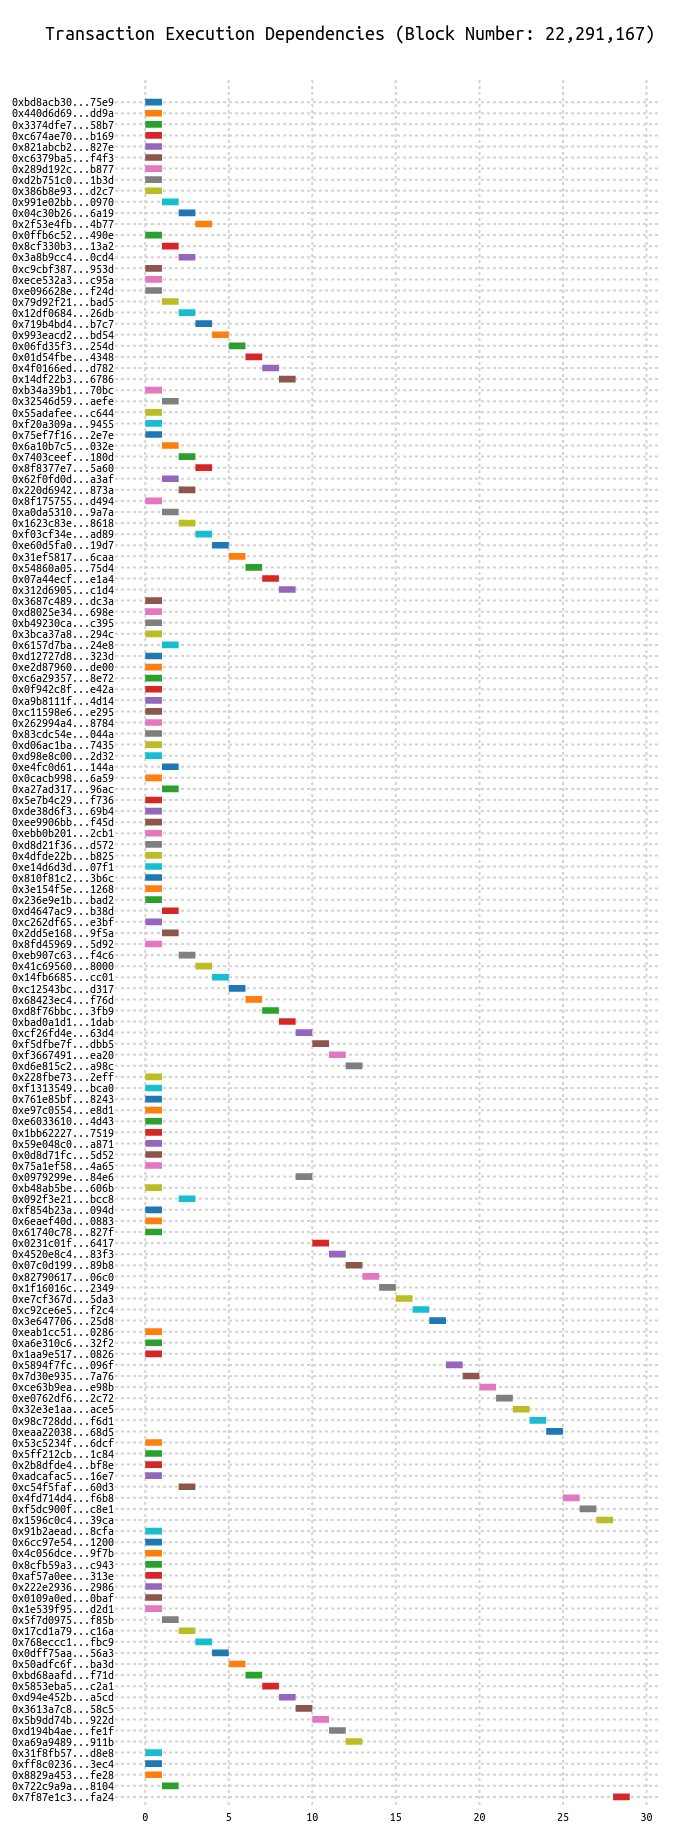 Transaction Execution Dependencies (Block Number: 22,291,167)
0xbd8acb30...75e9
0x440d6d69...dd9a
0x3374dfe7...58b7
0xc674ae70...b169
0x821abcb2...827e
0xc6379ba5...f4f3
0x289d192c...b877
0xd2b751c0...1b3d
0x386b8e93...d2c7
0x991e02bb...0970
0x04c30b26...6a19
0x2f53e4fb...4b77
0x0ffb6c52...490e
0x8cf330b3...13a2
0x3a8b9cc4...0cd4
0xc9cbf387...953d
0xece532a3...c95a
0xe096628e...f24d
0x79d92f21...bad5
0x12df0684...26db
0x719b4bd4...b7c7
0x993eacd2...bd54
0x06fd35f3...254d
0x01d54fbe...4348
0x4f0166ed...d782
0x14df22b3...6786
0xb34a39b1...70bc
0x32546d59...aefe
0x55adafee...c644
0xf20a309a...9455
0x75ef7f16...2e7e
0x6a10b7c5...032e
0x7403ceef...180d
0x8f8377e7...5a60
0x62f0fd0d...a3af
0x220d6942...873a
0x8f175755...d494
0xa0da5310...9a7a
0x1623c83e...8618
0xf03cf34e...ad89
0xe60d5fa0...19d7
0x31ef5817...6caa
0x54860a05...75d4
0x07a44ecf...e1a4
0x312d6905...c1d4
0x3687c489...dc3a
0xd8025e34...698e
0xb49230ca...c395
0x3bca37a8...294c
0x6157d7ba...24e8
0xd12727d8...323d
0xe2d87960...de00
0xc6a29357...8e72
0x0f942c8f...e42a
0xa9b8111f...4d14
0xc11598e6...e295
0x262994a4...8784
0x83cdc54e...044a
0xd06ac1ba...7435
0xd98e8c00...2d32
0xe4fc0d61...144a
0x0cacb998...6a59
0xa27ad317...96ac
0x5e7b4c29...f736
0xde38d6f3...69b4
0xee9906bb...f45d
0xebb0b201...2cb1
0xd8d21f36...d572
0x4dfde22b...b825
0xe14d6d3d...07f1
0x810f81c2...3b6c
0x3e154f5e...1268
0x236e9e1b...bad2
0xd4647ac9...b38d
0xc262df65...e3bf
0x2dd5e168...9f5a
0x8fd45969...5d92
0xeb907c63...f4c6
0x41c69560...8000
0x14fb6685...cc01
0xc12543bc...d317
0x68423ec4...f76d
0xd8f76bbc...3fb9
0xbad0a1d1...1dab
0xcf26fd4e...63d4
0xf5dfbe7f...dbb5
0xf3667491...ea20
0xd6e815c2...a98c
0x228fbe73...2eff
0xf1313549...bca0
0x761e85bf...8243
0xe97c0554...e8d1
0xe6033610...4d43
0x1bb62227...7519
0x59e048c0...a871
0x0d8d71fc...5d52
0x75a1ef58...4a65
0x0979299e...84e6
0xb48ab5be...606b
0x092f3e21...bcc8
0xf854b23a...094d
0x6eaef40d...0883
0x61740c78...827f
0x0231c01f...6417
0x4520e8c4...83f3
0x07c0d199...89b8
0x82790617...06c0
0x1f16016c...2349
0xe7cf367d...5da3
0xc92ce6e5...f2c4
0x3e647706...25d8
0xeab1cc51...0286
0xa6e310c6...32f2
0x1aa9e517...0826
0x5894f7fc...096f
0x7d30e935...7a76
0xce63b9ea...e98b
0xe0762df6...2c72
0x32e3e1aa...ace5
0x98c728dd...f6d1
0xeaa22038...68d5
0x53c5234f...6dcf
0x5ff212cb...1c84
0x2b8dfde4...bf8e
0xadcafac5...16e7
0xc54f5faf...60d3
0x4fd714d4...f6b8
0xf5dc900f...c8e1
0x1596c0c4...39ca
0x91b2aead...8cfa
0x6cc97e54...1200
0x4c056dce...9f7b
0x8cfb59a3...c943
0xaf57a0ee...313e
0x222e2936...2986
0x0109a0ed...0baf
0x1e539f95...d2d1
0x5f7d0975...f85b
0x17cd1a79...c16a
0x768eccc1...fbc9
0x0dff75aa...56a3
0x50adfc6f...ba3d
0xbd68aafd...f71d
0x5853eba5...c2a1
0xd94e452b...a5cd
0x3613a7c8...58c5
0x5b9dd74b...922d
0xd194b4ae...fe1f
0xa69a9489...911b
0x31f8fb57...d8e8
0xff8c0236...3ec4
0x8829a453...fe28
0x722c9a9a...8104
0x7f87e1c3...fa24
0 5 10 15 20 25 30